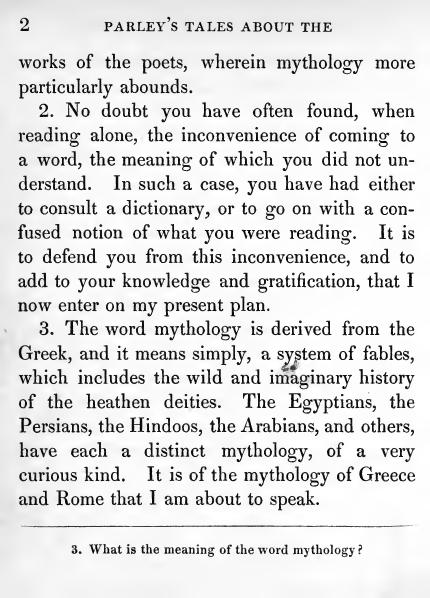 2 PARLEY'S TALES ABOUT THE
works of the poets, wherein mythology more
particularly abounds.
2. No doubt you have often found, when
reading alone, the inconvenience of coming to
a word, the meaning of which you did not un-
derstand. In such a case, you have had either
to consult a dictionary, or to go on with a con-
fused notion of what you were reading. It is
to defend you from this inconvenience, and to
add to your knowledge and gratification, that I
now enter on my present plan.
3. The word mythology is derived from the
Greek, and it means simply, a system of fables,
which includes the wild and imaginary history
of the heathen deities. The Egyptians, the
Persians, the Hindoos, the Arabians, and others,
have each a distinct mythology, of a very
curious kind. It is of the mythology of Greece
and Rome that I am about to speak.
3. What is the meaning of the word mythology?